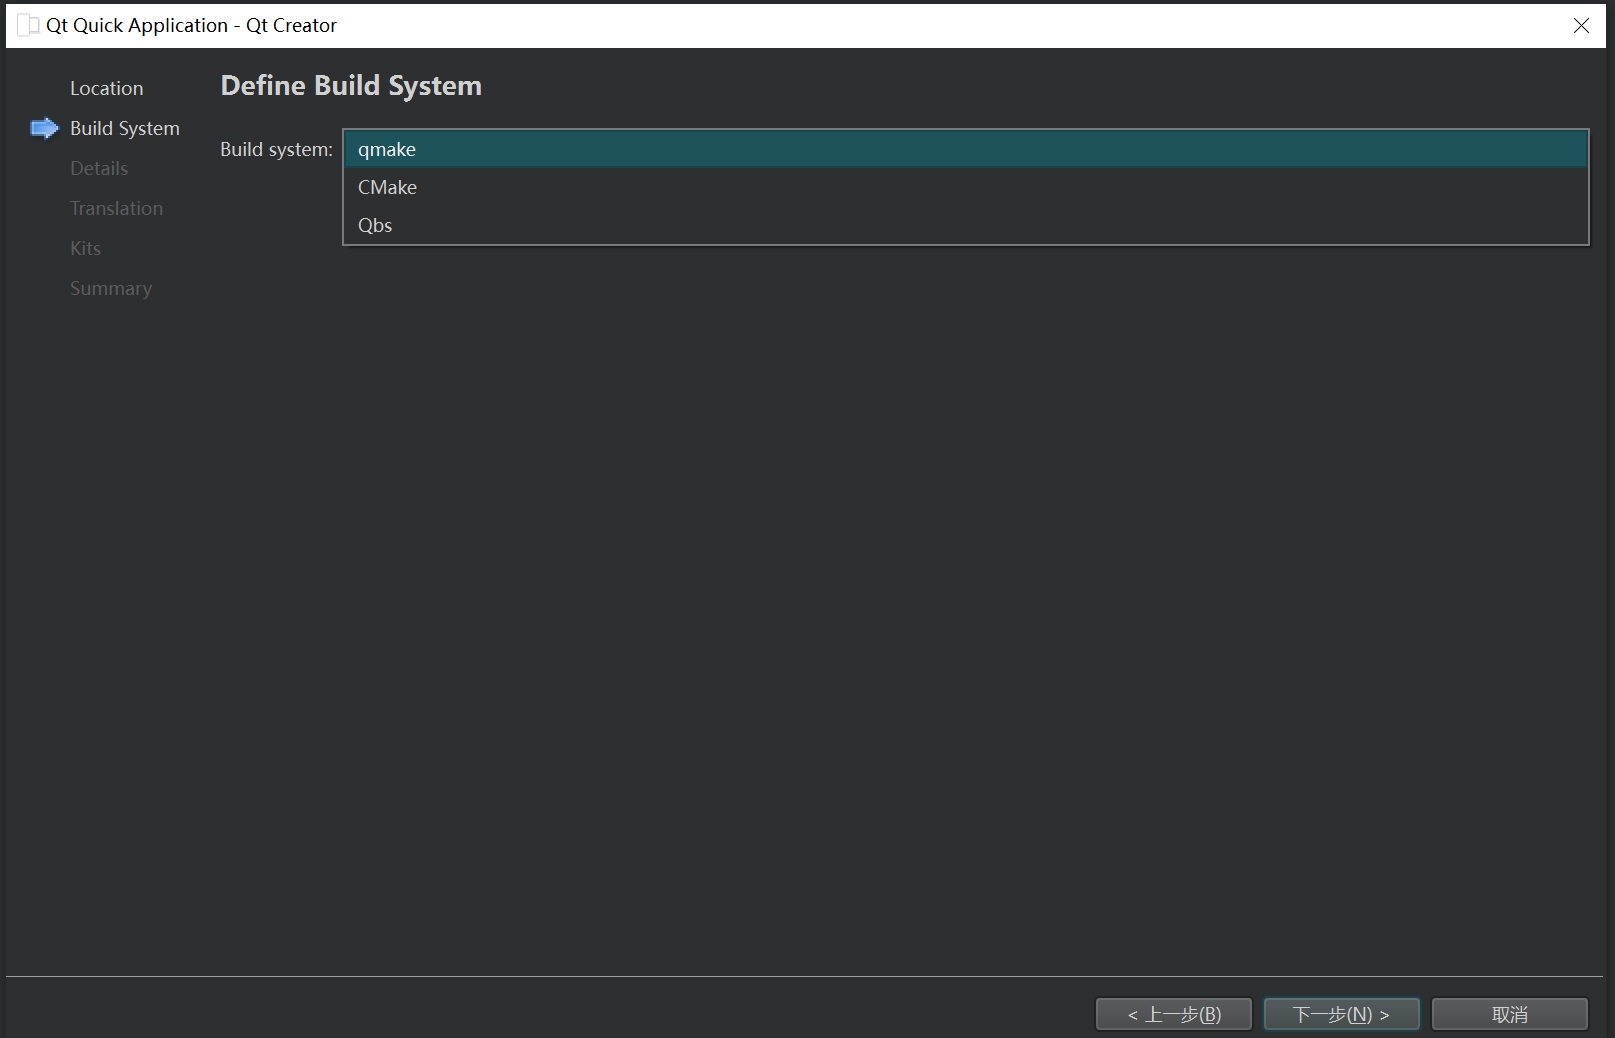 Qt Quick Application - Qt Creator
Location
Build System
Details
Translation
Kits
Summary
Define Build System
Build system:
qmake
CMake
Qbs
< 上一步(B)
下一步(N) >
取消